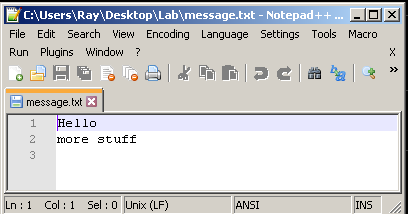 C:\Users\Ray\Desktop\Lab\message.txt - Notepad++ ...
File Edit Search View Encoding Language Settings Tools Macro
Run Plugins Window ? X
message.txt
1 Hello
2 more stuff
3
Ln : 1 Col : 1 Sel : 0 Unix (LF) ANSI INS